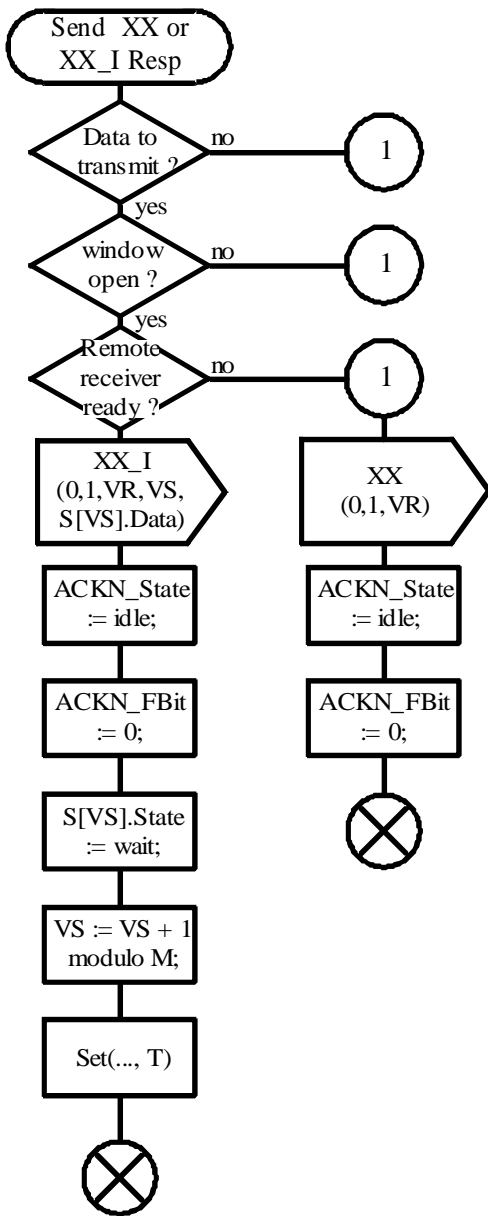 Send XX or
XX_I Resp
Data to
transmit ?
no
1
yes
window
open ?
no
1
yes
Remote
receiver
ready ?
no
1
XX_I
(0,1,VR,VS,
S[VS].Data)
XX
(0,1,VR)
ACKN_State
:= idle;
ACKN_State
:= idle;
ACKN_FBit
:= 0;
ACKN_FBit
:= 0;
S[VS].State
:= wait;
VS := VS + 1
modulo M;
Set(..., T)